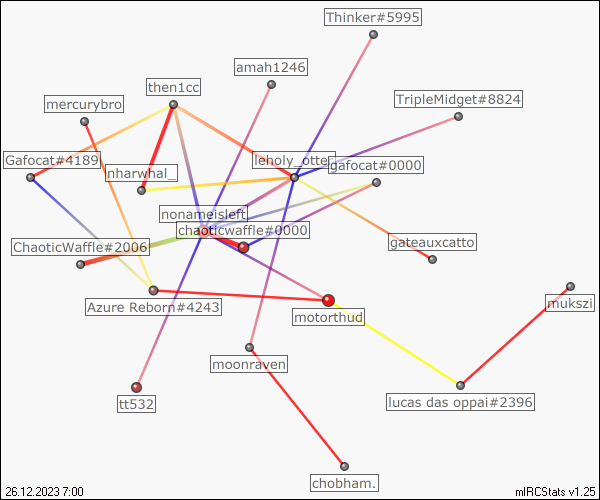 Thinker#5995
amah1246
then1cc
mercurybro
TripleMidget#8824
Gafocat#4189
leholy_otter
gafocat#0000
nharwhal_
nonameisleft
chaoticwaffle#0000
gateauxcatto
ChaoticWaffle#2006
mukszi
Azure Reborn#4243
motorthud
moonraven
tt532
lucas das oppai#2396
chobham.
26.12.2023 7:00
mIRCStats v1.25